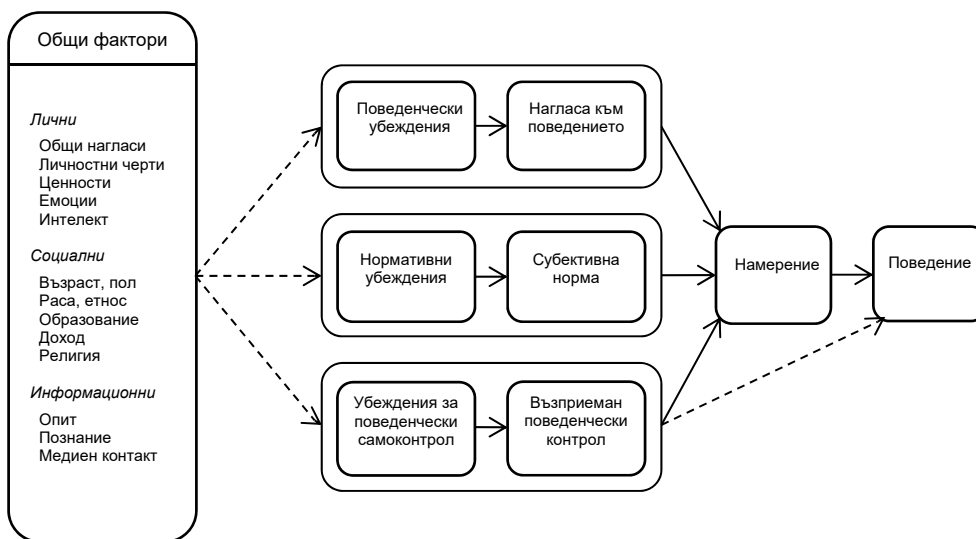 Общи фактори
Лични
Общи нагласи
Личностни черти
Ценности
Емоции
Интелект
Социални
Възраст, пол
Раса, етнос
Образование
Доход
Религия
Информационни
Опит
Познание
Медиен контакт
Поведенчески
убеждения
Нагласа към
поведението
Нормативни
убеждения
Субективна
норма
Убеждения за
поведенчески
самоконтрол
Възприеман
поведенчески
контрол
Намерение
Поведение